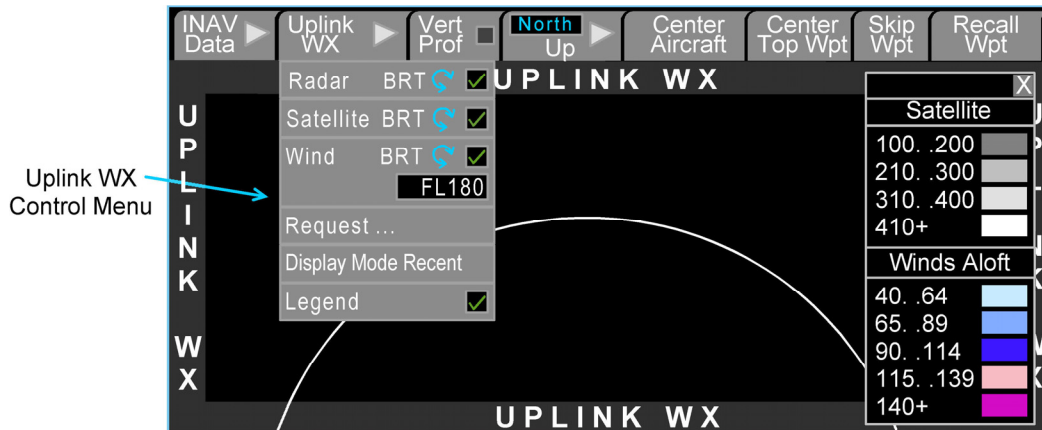 INAV Data
Uplink WX
Vert Prof
North Up
Center Aircraft
Center Top Wpt
Skip Wpt
Recall Wpt
UPLINK WX
Radar BRT
Satellite BRT
Wind BRT
FL180
Request ...
Display Mode Recent
Legend
Uplink WX
Control Menu
UPLINK WX
X
Satellite
100. .200
210. .300
310. .400
410+
Winds Aloft
40. .64
65. .89
90. .114
115. .139
140+
UPLINK WX